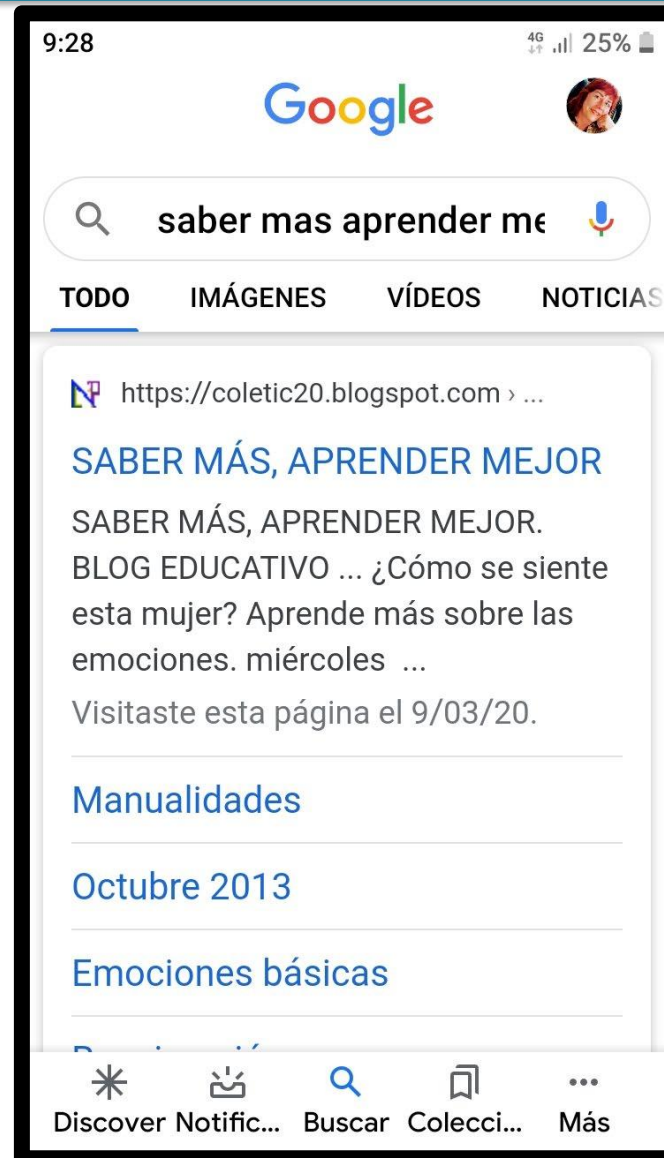 9:28 4G 25%
Google
saber mas aprender me
TODO IMÁGENES VÍDEOS NOTICIAS
https://coletic20.blogspot.com › ...
SABER MÁS, APRENDER MEJOR
SABER MÁS, APRENDER MEJOR.
BLOG EDUCATIVO ... ¿Cómo se siente
esta mujer? Aprende más sobre las
emociones. miércoles ...
Visitaste esta página el 9/03/20.
Manualidades
Octubre 2013
Emociones básicas
Discover Notific... Buscar Colecci... Más